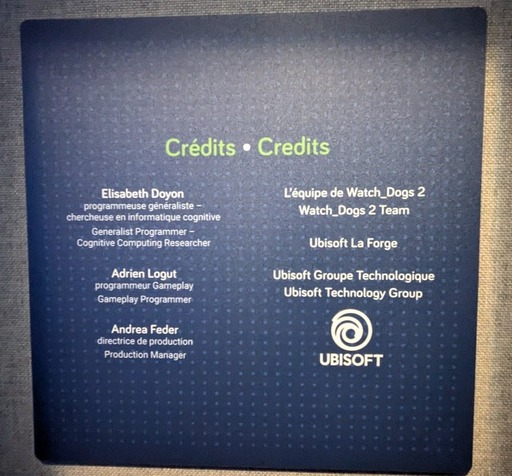 Crédits • Credits
Elisabeth Doyon
programmeuse généraliste –
chercheuse en informatique cognitive
Generalist Programmer –
Cognitive Computing Researcher
Adrien Logut
programmeur Gameplay
Gameplay Programmer
Andrea Feder
directrice de production
Production Manager
L'équipe de Watch_Dogs 2
Watch_Dogs 2 Team
Ubisoft La Forge
Ubisoft Groupe Technologique
Ubisoft Technology Group
UBISOFT